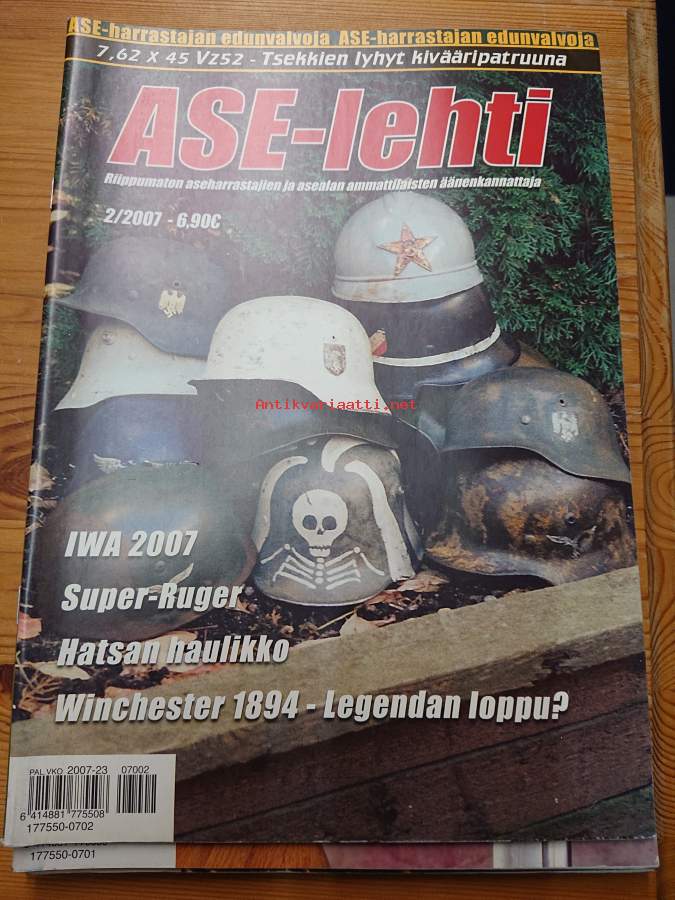 ASE-harrastajan edunvalvoja ASE-harrastajan edunvalvoja
7,62 X 45 VZ52 - Tsekkien lyhyt kivääripatruuna
ASE-lehti
Riippumaton aseharrastajien ja asealan ammattilaisten äänenkannattaja
2/2007 - 6,90€
Antikvariaatti.net
IWA 2007
Super-Ruger
Hatsan haulikko
Winchester 1894 - Legendan loppu?
PAL VKO 2007-23 07002
6 414881 775508
177550-0702
177550-0701